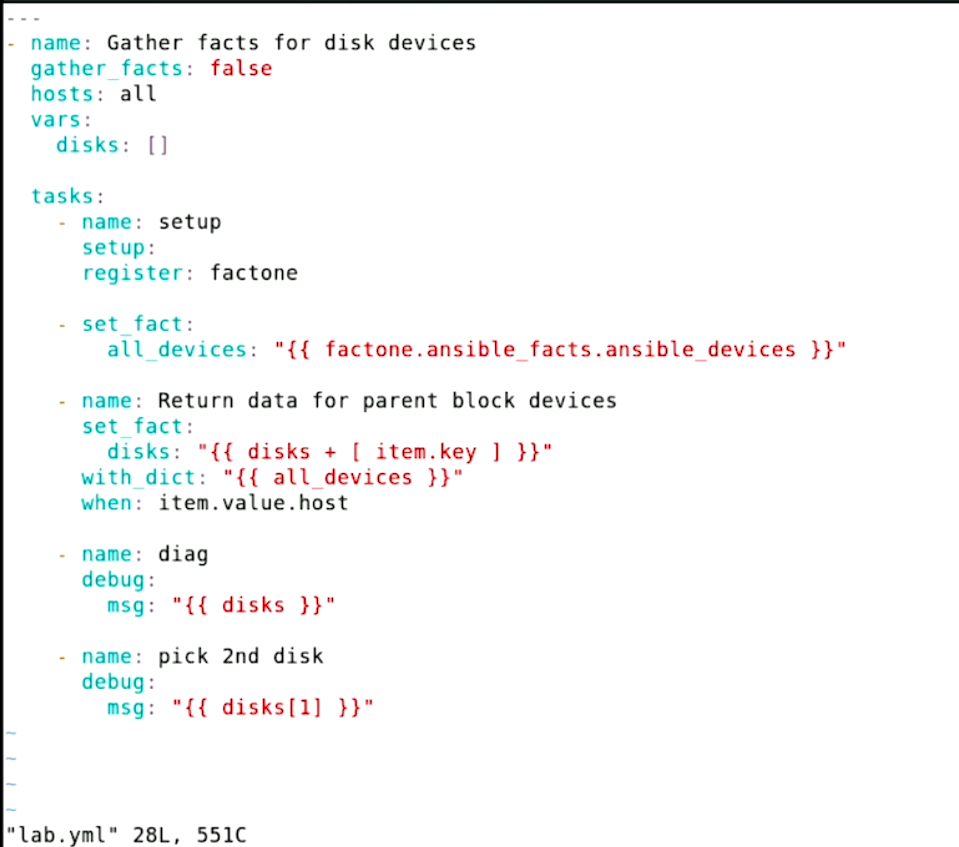 ---
- name: Gather facts for disk devices
  gather_facts: false
  hosts: all
  vars:
    disks: []

  tasks:
    - name: setup
      setup:
      register: factone

    - set_fact:
        all_devices: "{{ factone.ansible_facts.ansible_devices }}"

    - name: Return data for parent block devices
      set_fact:
        disks: "{{ disks + [ item.key ] }}"
      with_dict: "{{ all_devices }}"
      when: item.value.host

    - name: diag
      debug:
        msg: "{{ disks }}"

    - name: pick 2nd disk
      debug:
        msg: "{{ disks[1] }}"
~
~
~
~
"lab.yml" 28L, 551C